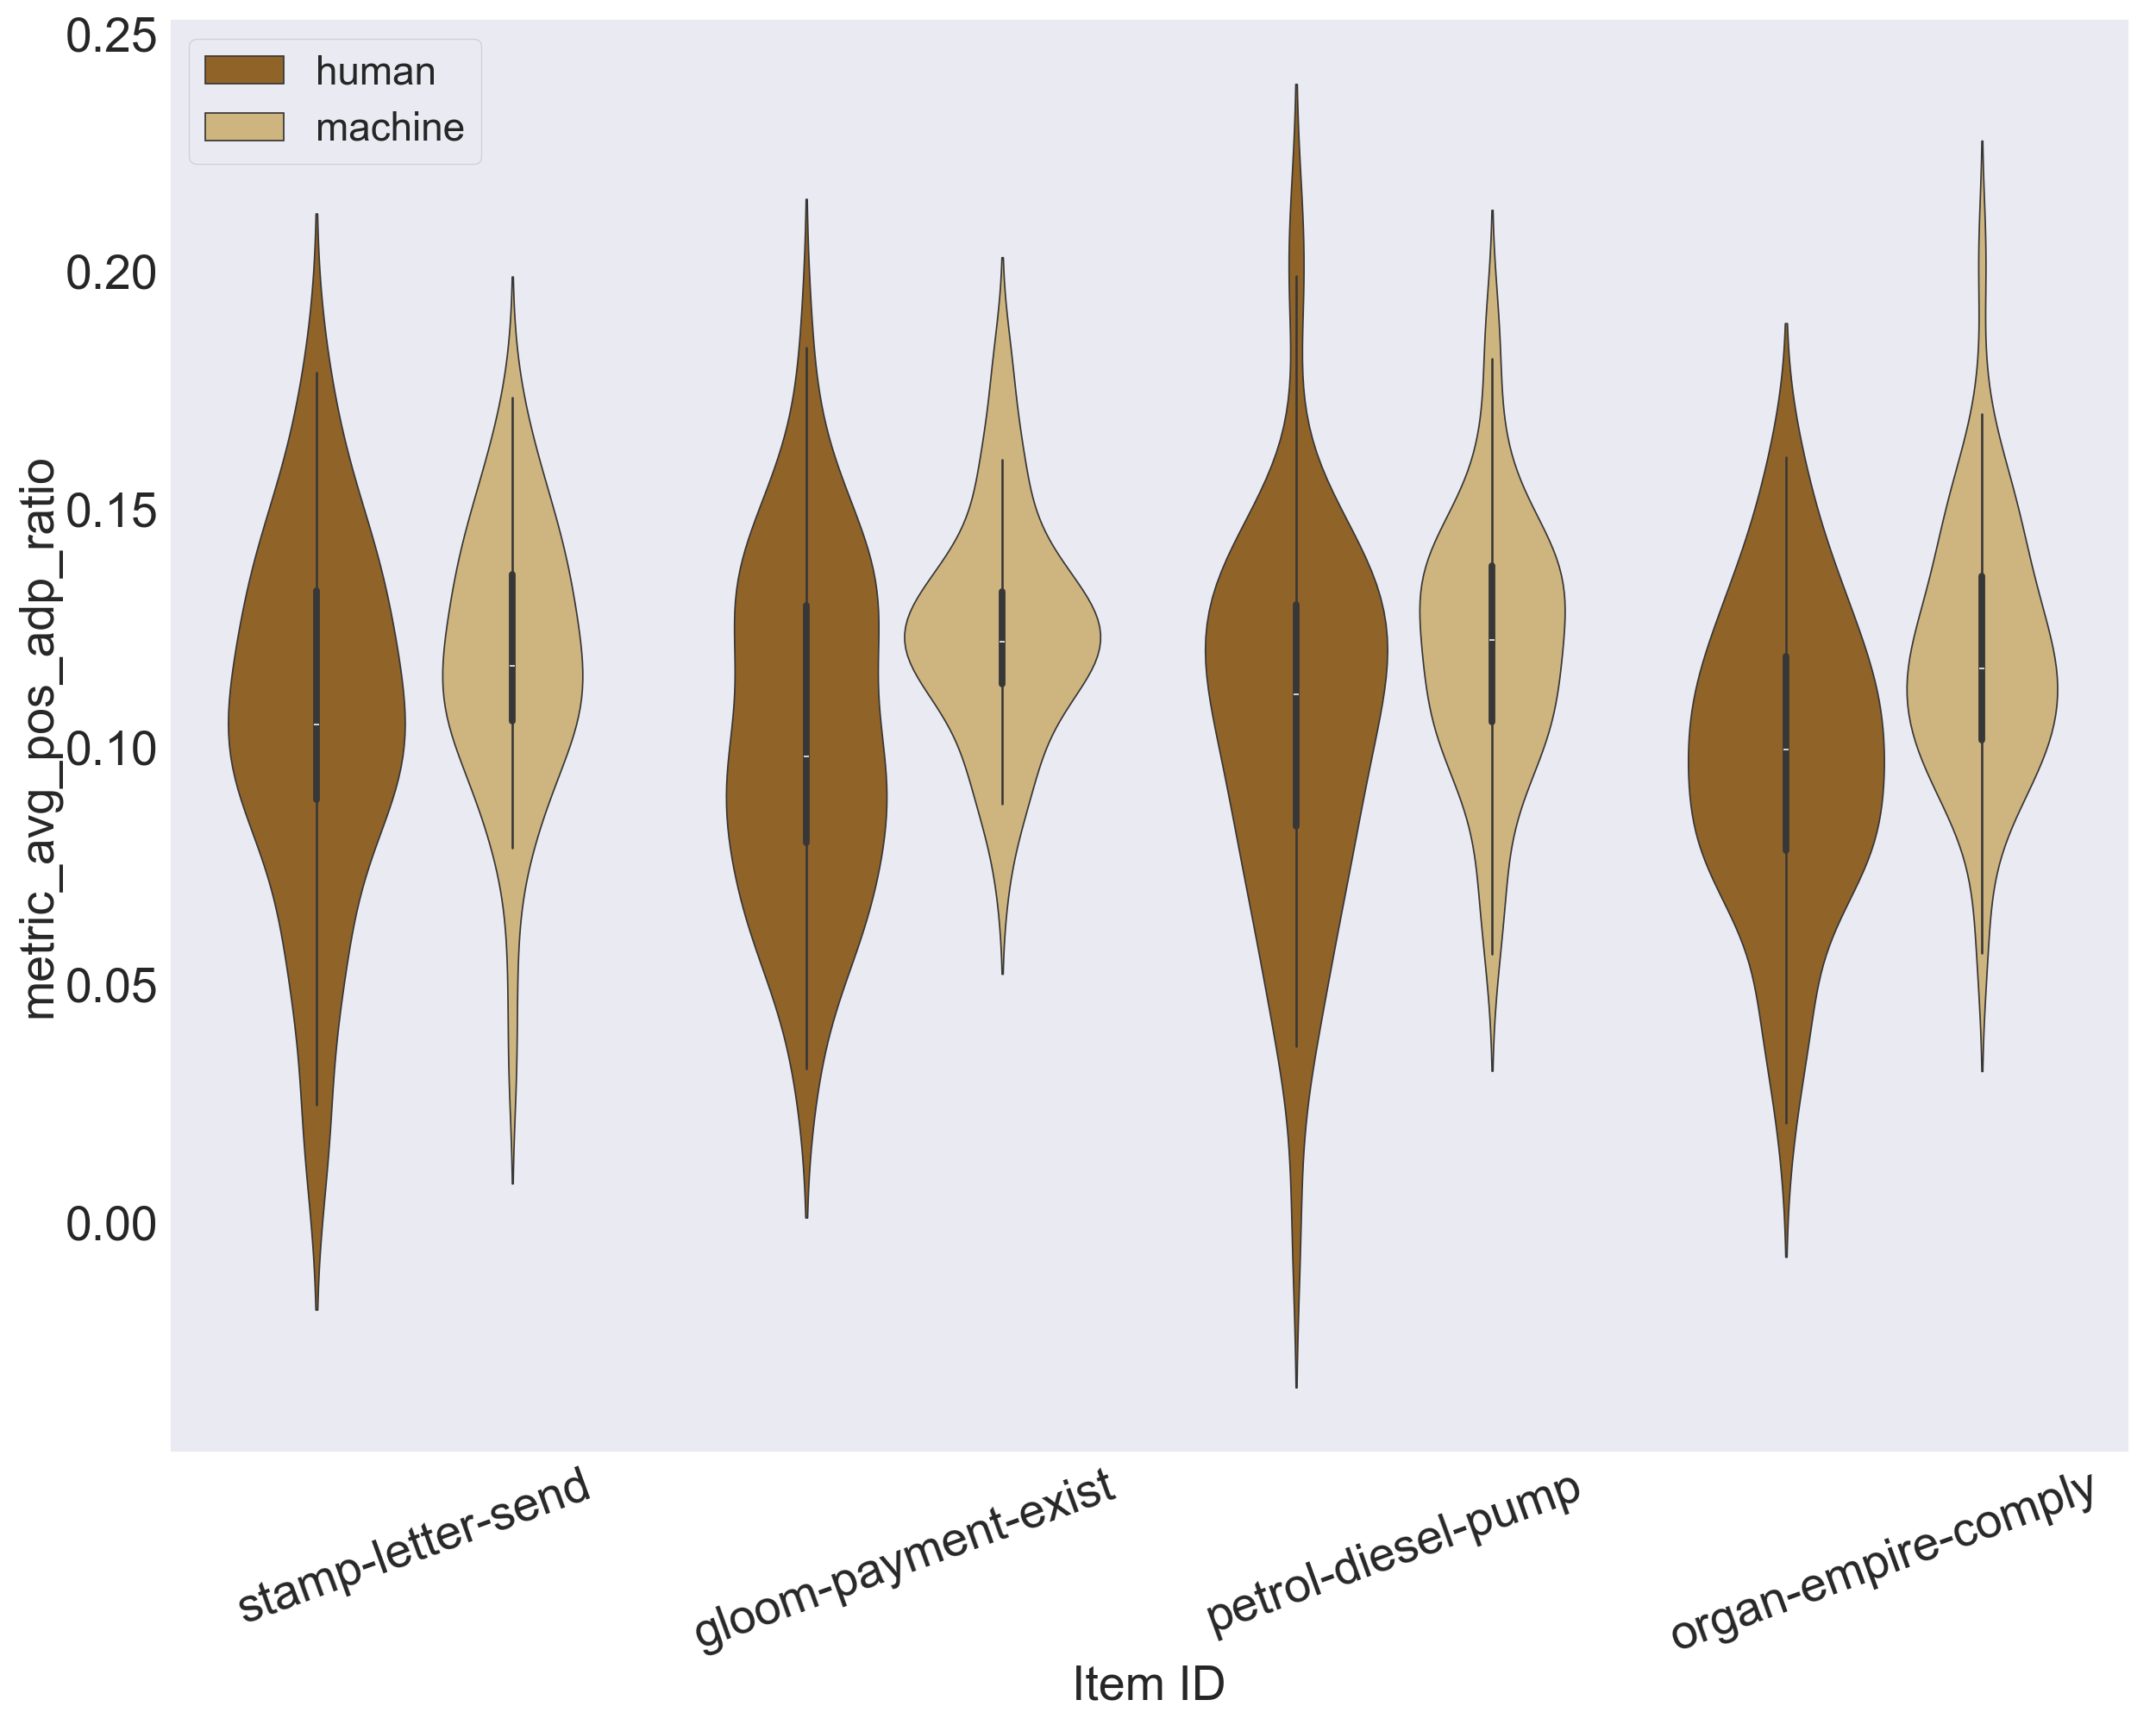 human
machine
metric_avg_pos_adp_ratio
0.25
0.20
0.15
0.10
0.05
0.00
stamp-letter-send
gloom-payment-exist
petrol-diesel-pump
organ-empire-comply
Item ID